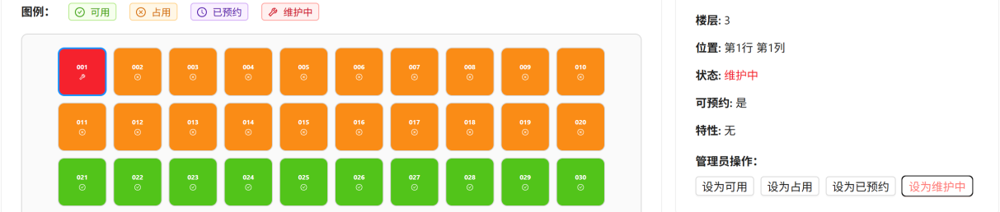 图例： 可用 占用 已预约 维护中
001 002 003 004 005 006 007 008 009 010
011 012 013 014 015 016 017 018 019 020
021 022 023 024 025 026 027 028 029 030
楼层: 3
位置: 第1行 第1列
状态: 维护中
可预约: 是
特性: 无
管理员操作：
设为可用 设为占用 设为已预约 设为维护中